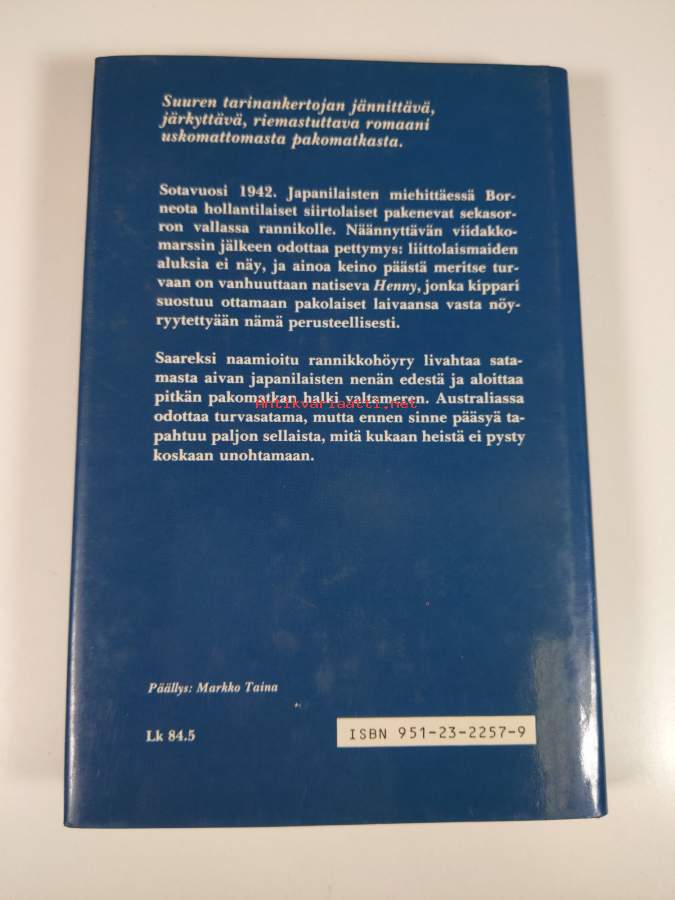 Suuren tarinankertojan jännittävä,
järkyttävä, riemastuttava romaani
uskomattomasta pakomatkasta.
Sotavuosi 1942. Japanilaisten miehittäessä Bor-
neota hollantilaiset siirtolaiset pakenevat sekasor-
ron vallassa rannikolle. Näännyttävän viidakko-
marssin jälkeen odottaa pettymys: liittolaismaiden
aluksia ei näy, ja ainoa keino päästä meritse tur-
vaan on vanhuuttaan natiseva Henny, jonka kippari
suostuu ottamaan pakolaiset laivaansa vasta nöy-
ryytettyään nämä perusteellisesti.
Saareksi naamioitu rannikkohöyry livahtaa sata-
masta aivan japanilaisten nenän edestä ja aloittaa
pitkän pakomatkan halki valtameren. Australiassa
Antikvariaatti.net
odottaa turvasatama, mutta ennen sinne pääsyä ta-
pahtuu paljon sellaista, mitä kukaan heistä ei pysty
koskaan unohtamaan.
Päällys: Markko Taina
Lk 84.5
ISBN 951-23-2257-9